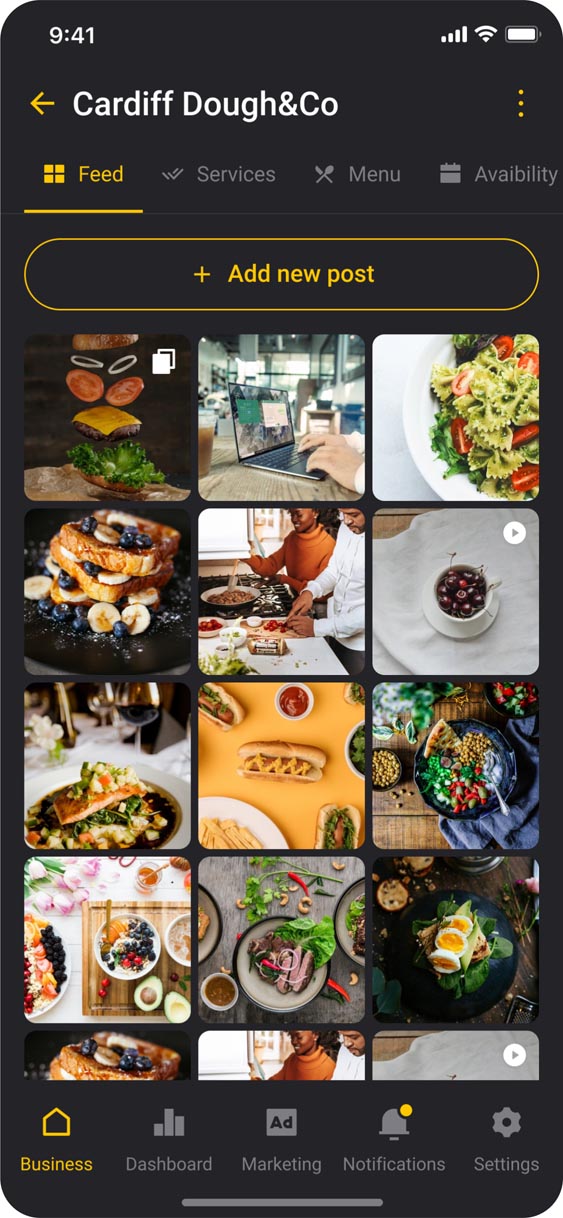 9:41
Cardiff Dough&Co
Feed Services Menu Avaibility
+ Add new post
Ad
Business Dashboard Marketing Notifications Settings